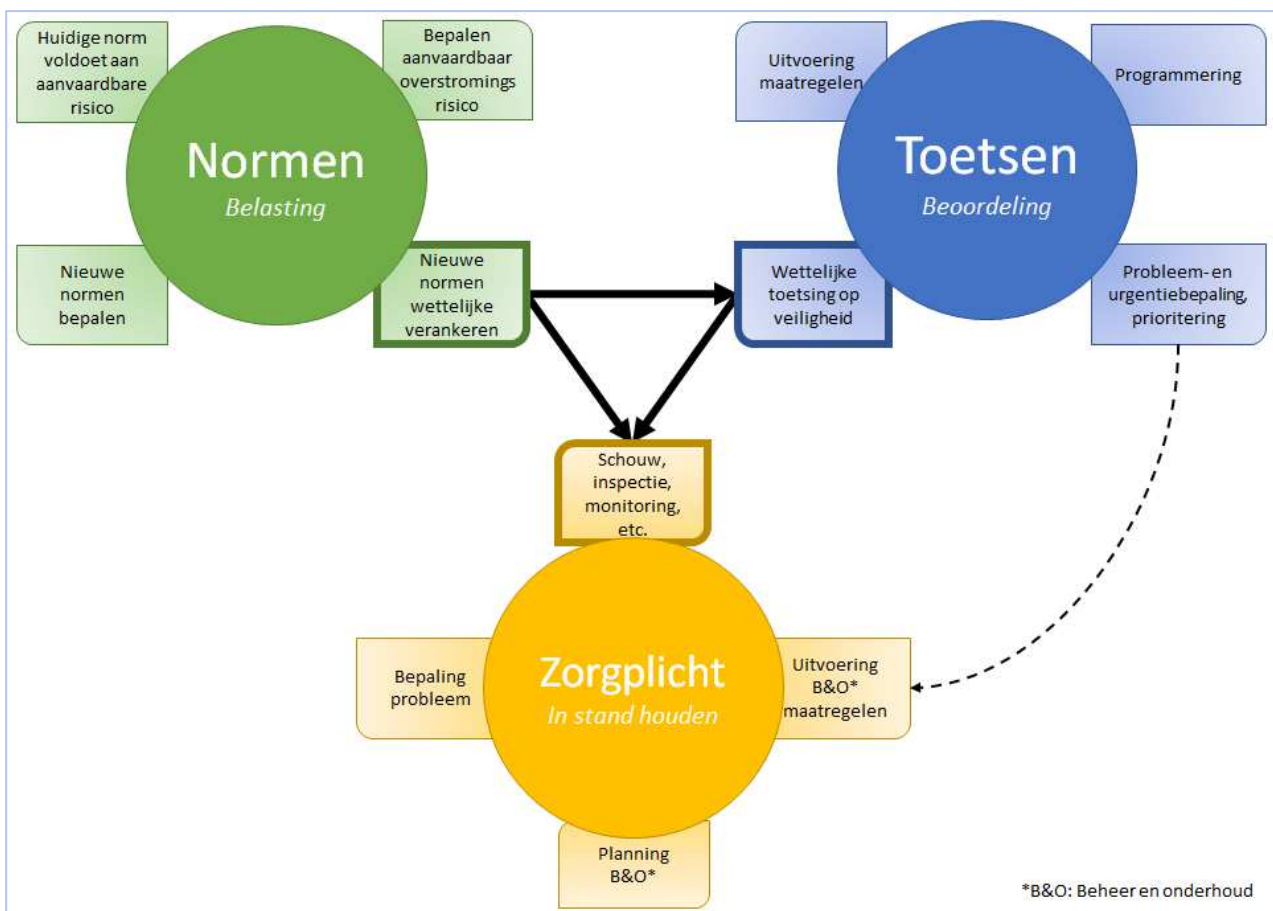 Huidige norm
voldoet aan
aanvaardbare
risico
Bepalen
aanvaardbaar
overstromings
risico
Normen
Belasting
Nieuwe
normen
bepalen
Nieuwe
normen
wettelijke
verankeren
Uitvoering
maatregelen
Programmering
Toetsen
Beoordeling
Wettelijke
toetsing op
veiligheid
Probleem- en
urgentiebepaling,
prioritering
Schouw,
inspectie,
monitoring,
etc.
Zorgplicht
In stand houden
Bepaling
probleem
Uitvoering
B&O*
maatregelen
Planning
B&O*
*B&O: Beheer en onderhoud